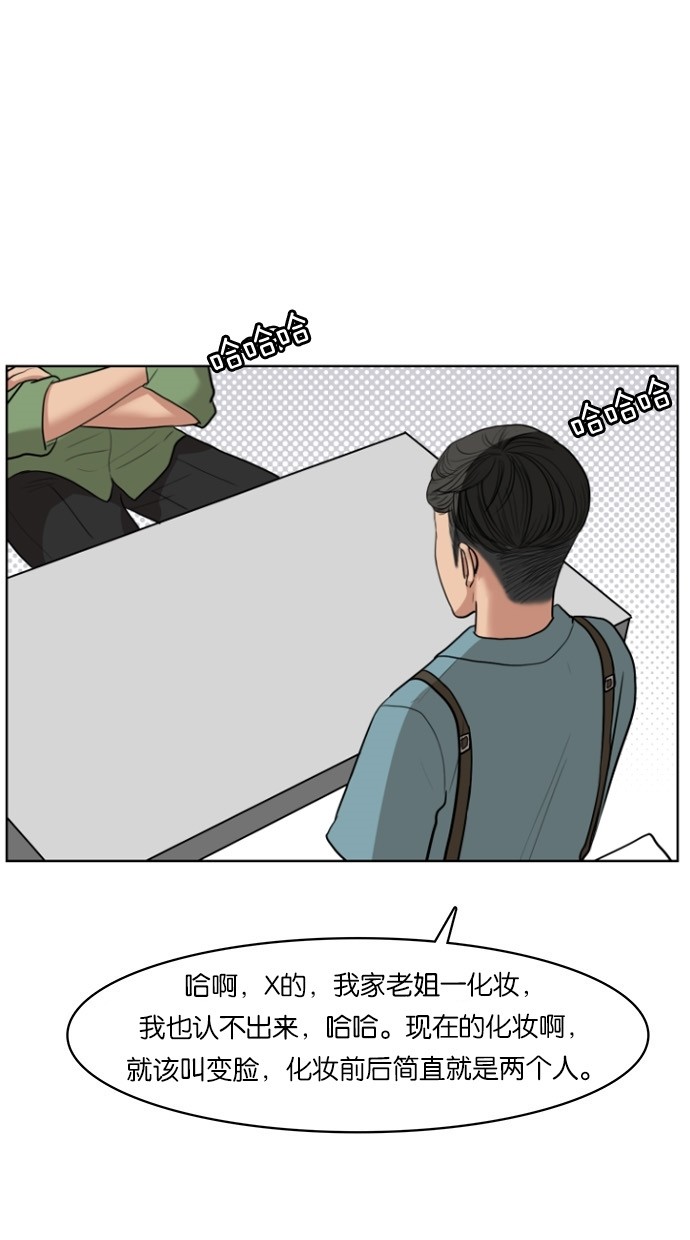 哈哈哈
哈哈哈
哈啊，X的，我家老姐一化妆，
我也认不出来，哈哈。现在的化妆啊，
就该叫变脸，化妆前后简直就是两个人。